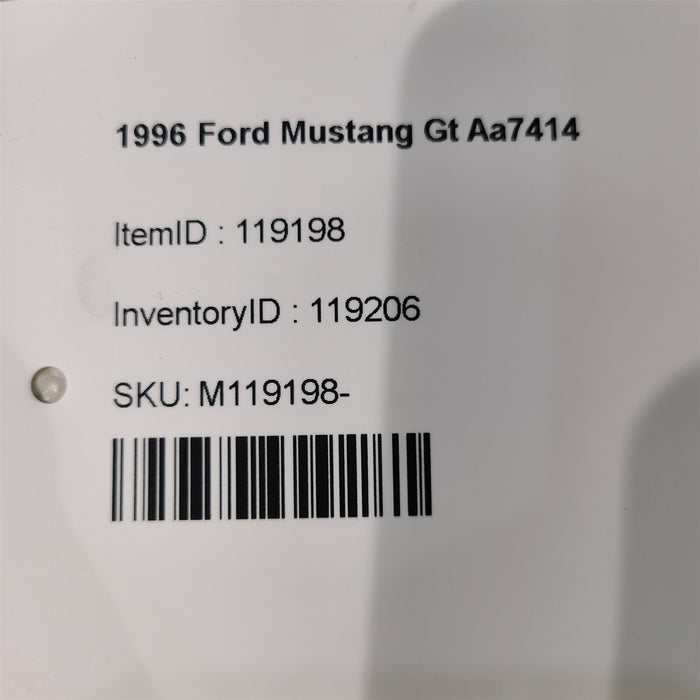 1996 Ford Mustang Gt Aa7414
ItemID : 119198
InventoryID : 119206
SKU: M119198-